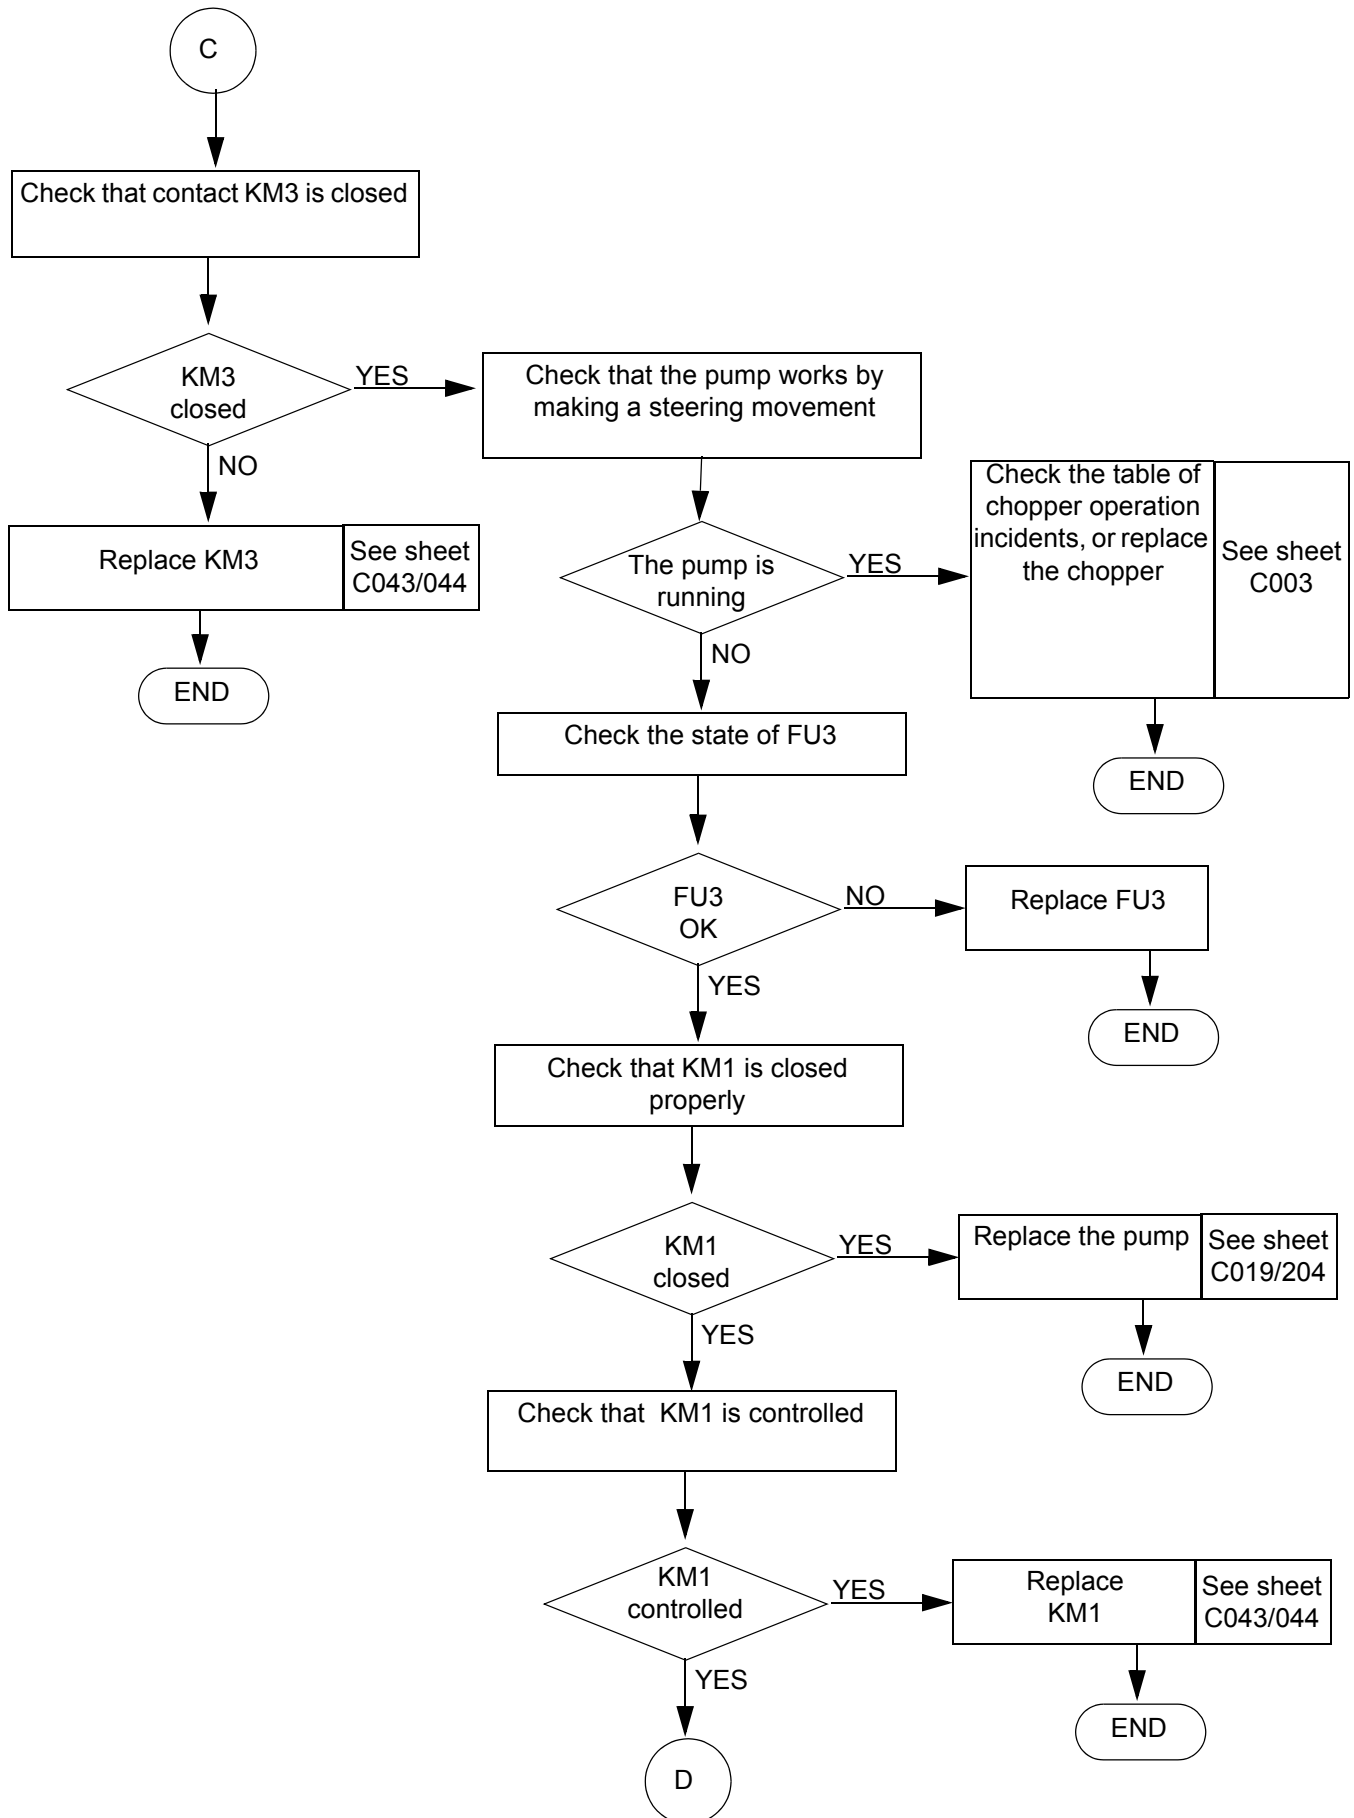 C
Check that contact KM3 is closed
KM3
closed
YES
Check that the pump works by
making a steering movement
NO
Replace KM3
See sheet
C043/044
END
The pump is
running
YES
Check the table of
chopper operation
incidents, or replace
the chopper
See sheet
C003
END
NO
Check the state of FU3
FU3
OK
NO
Replace FU3
END
YES
Check that KM1 is closed
properly
KM1
closed
YES
Replace the pump
See sheet
C019/204
END
YES
Check that KM1 is controlled
KM1
controlled
YES
Replace
KM1
See sheet
C043/044
END
YES
D